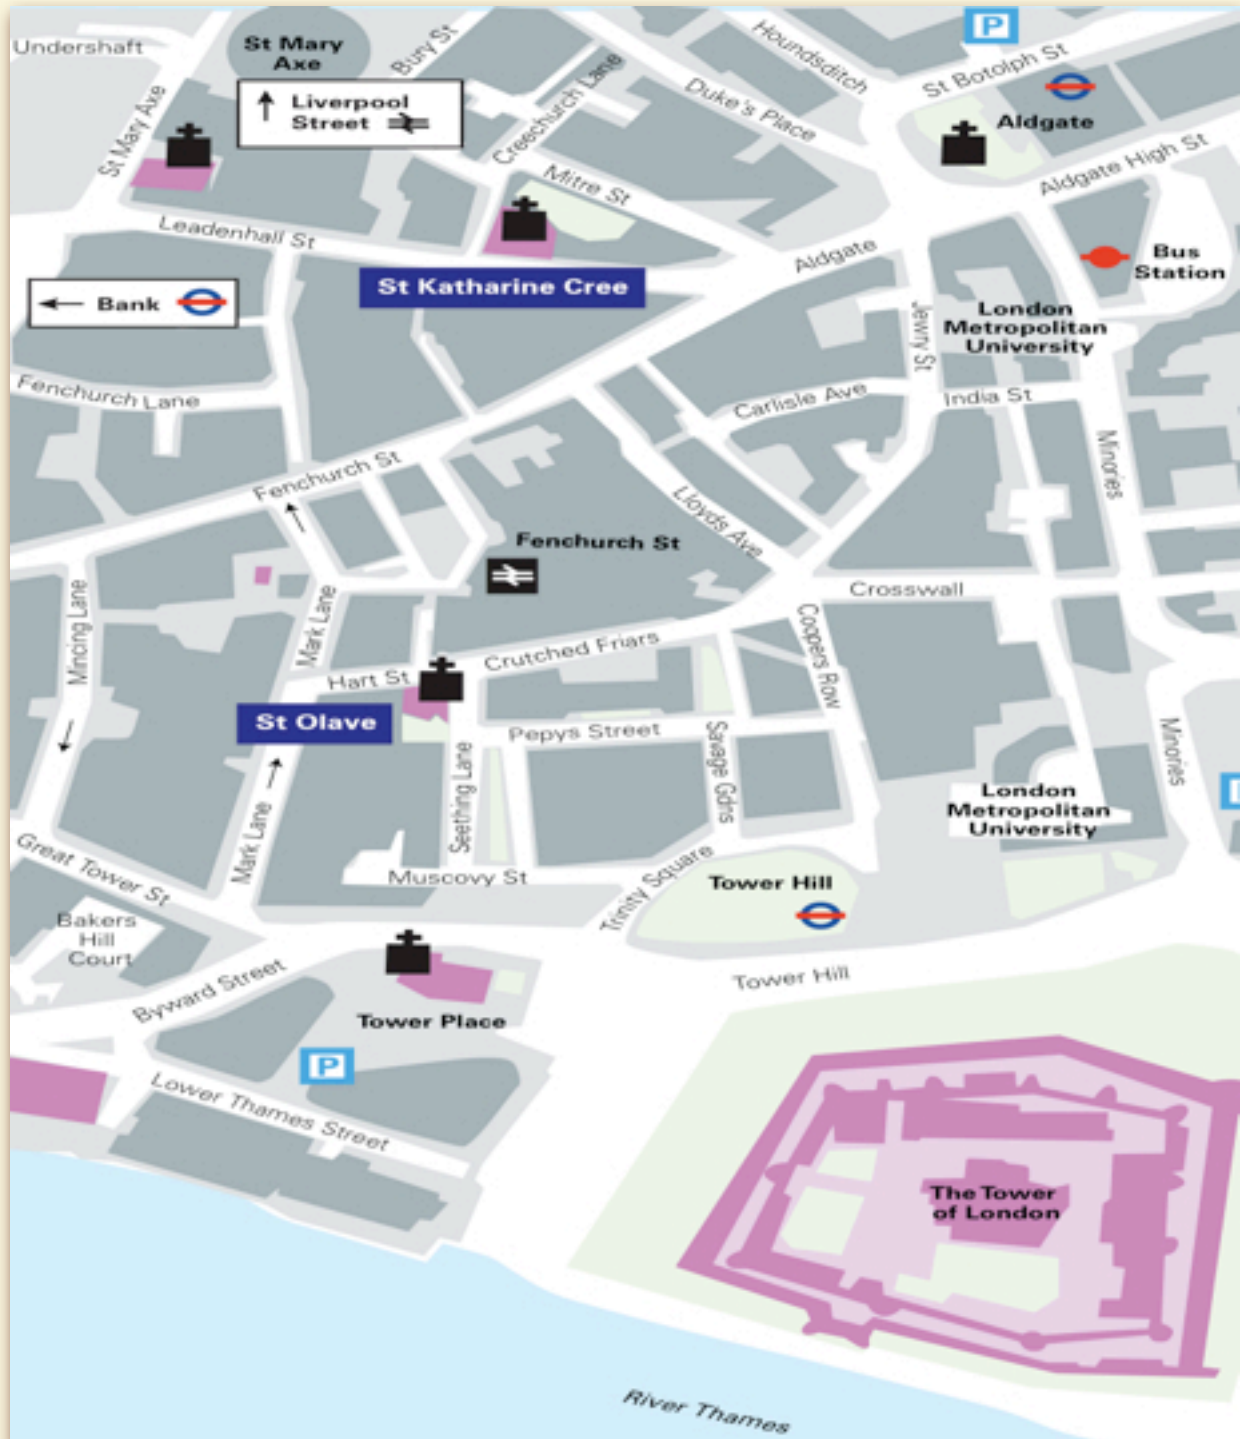 Undershaft
St Mary
Axe
Bury St
Houndsditch
P
St Botolph St
Liverpool
Street
St Mary Axe
Creechurch Lane
Duke's Place
Aldgate
Mitre St
Aldgate High St
Leadenhall St
Aldgate
Bus
Station
St Katharine Cree
Bank
London
Metropolitan
University
Jewry St
Fenchurch Lane
Carlisle Ave
India St
Minories
Fenchurch St
Lloyds Ave
Fenchurch St
Crosswall
Mincing Lane
Mark Lane
Crutched Friars
Coopers Row
Hart St
St Olave
Pepys Street
Savage Gdns
Minories
Seething Lane
London
Metropolitan
University
Mark Lane
Great Tower St
Muscovy St
Trinity Square
Tower Hill
Bakers
Hill
Court
Byward Street
Tower Hill
Tower Place
P
Lower Thames Street
The Tower
of London
River Thames